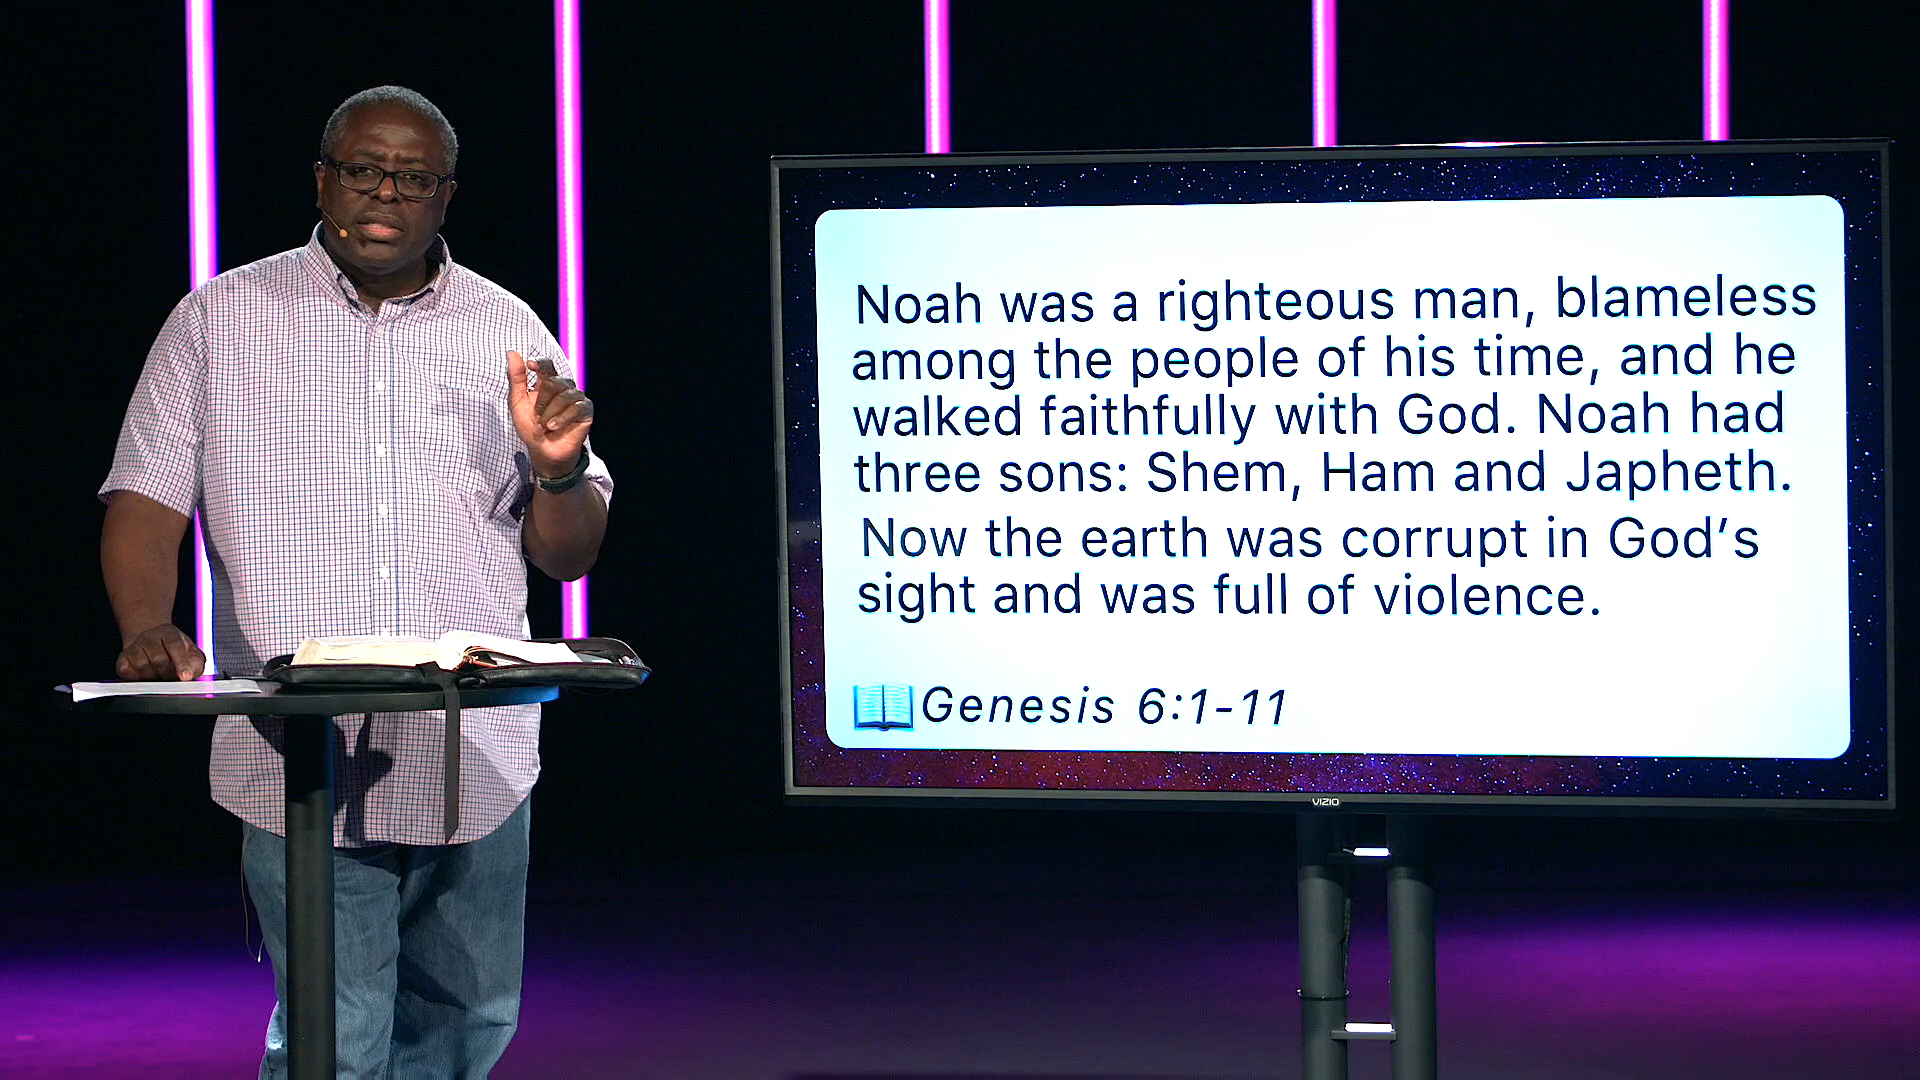 Noah was a righteous man, blameless
among the people of his time, and he
walked faithfully with God. Noah had
three sons: Shem, Ham and Japheth.
Now the earth was corrupt in God's
sight and was full of violence.
Genesis 6:1-11
VIZIO